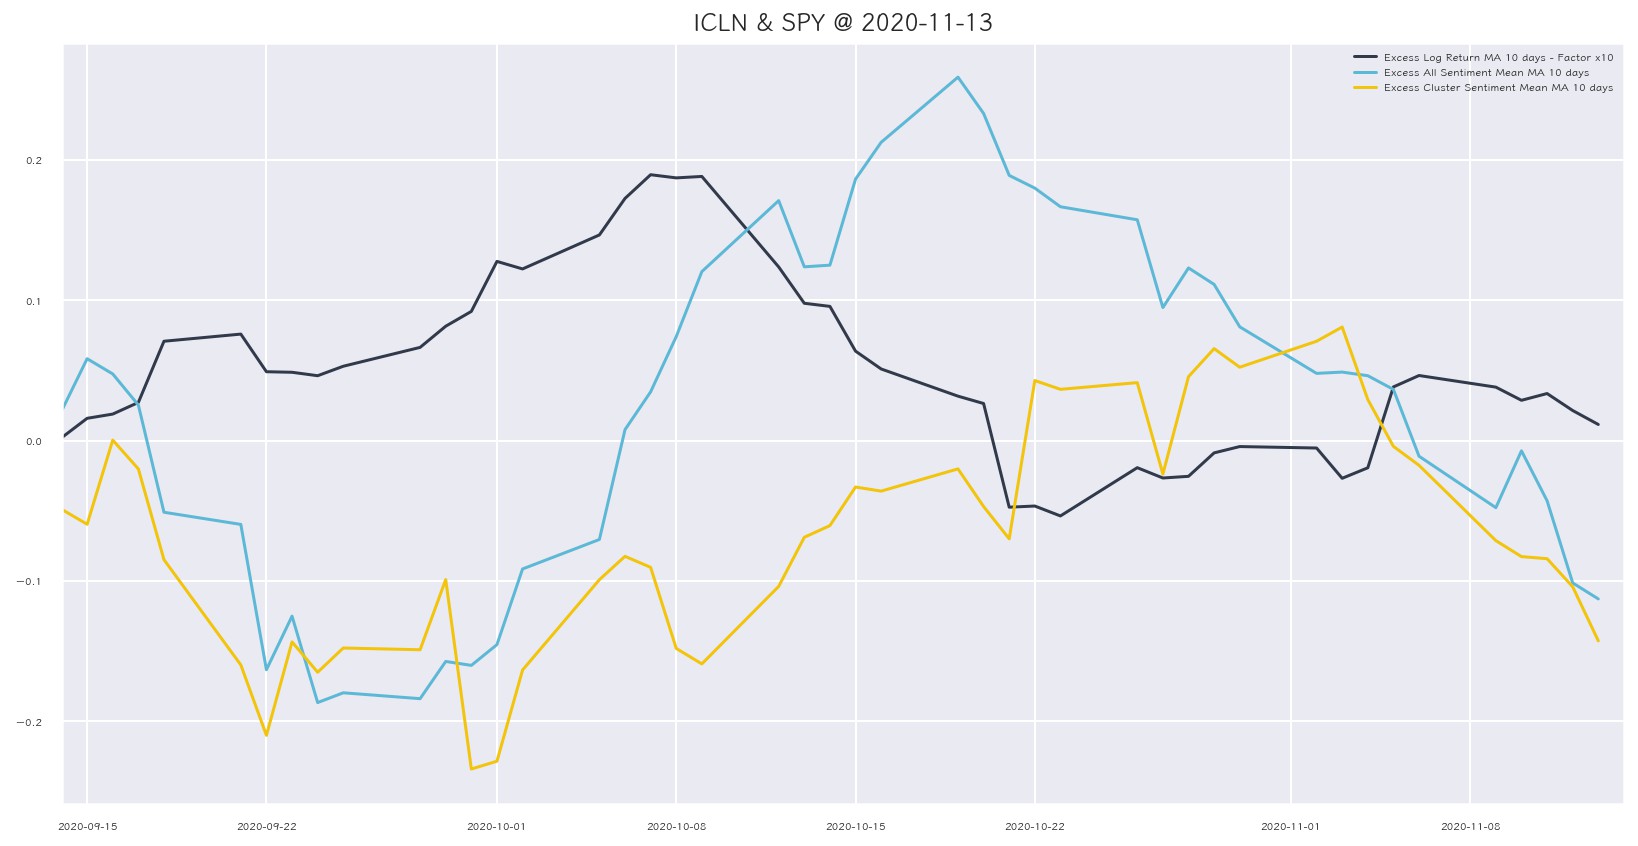 ICLN & SPY @ 2020-11-13
Excess Log Return MA 10 days - Factor x10
Excess All Sentiment Mean MA 10 days
Excess Cluster Sentiment Mean MA 10 days
0.2
0.1
0.0
−0.1
−0.2
2020-09-15 2020-09-22 2020-10-01 2020-10-08 2020-10-15 2020-10-22 2020-11-01 2020-11-08